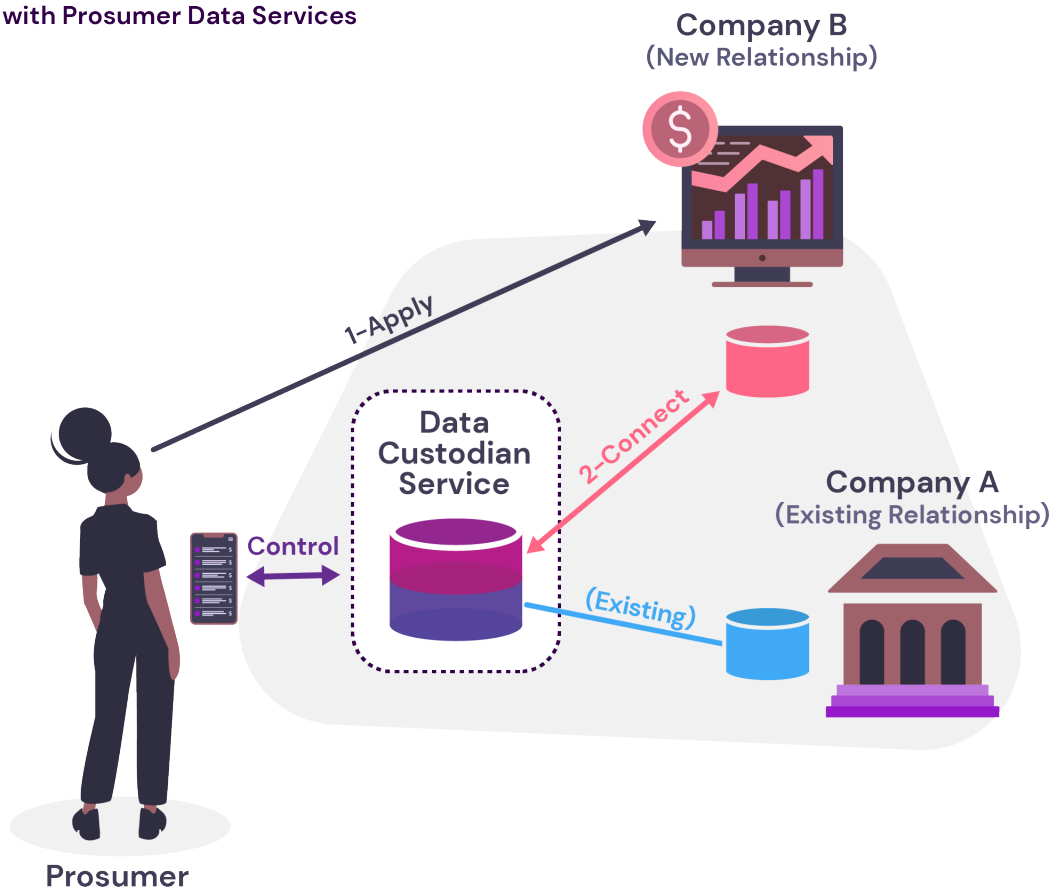 with Prosumer Data Services
Company B
(New Relationship)
$
1-Apply
Data
Custodian
Service
2-Connect
Company A
(Existing Relationship)
Control
(Existing)
$
$
$
$
$
$
Prosumer